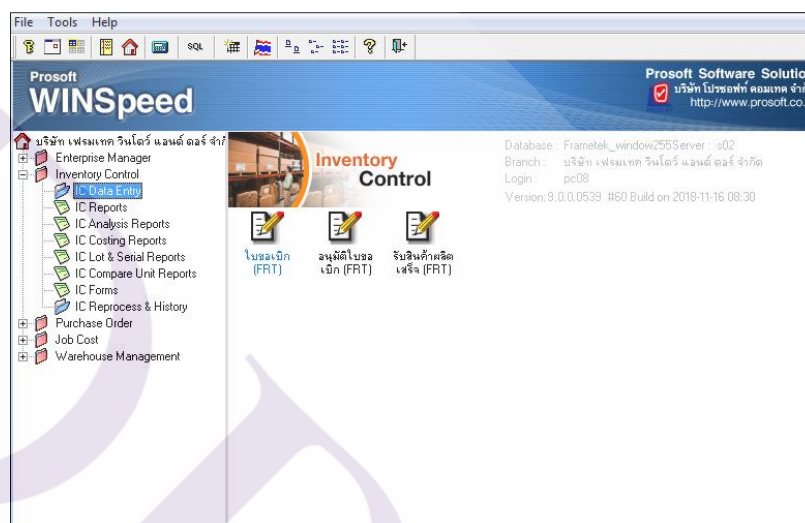 File Tools Help
SQL
Prosoft
WINSpeed
Prosoft Software Solutio
บริษัท โปรซอฟท์ คอมเทค จำก
http://www.prosoft.co.
บริษัท เฟรมเทค วินโดว์ แอนด์ ดอร์ จำก
Enterprise Manager
Inventory Control
IC Data Entry
IC Reports
IC Analysis Reports
IC Costing Reports
IC Lot & Serial Reports
IC Compare Unit Reports
IC Forms
IC Reprocess & History
Purchase Order
Job Cost
Warehouse Management
Inventory
Control
Database : Frametek_window255Server : s02
Branch : บริษัท เฟรมเทค วินโดว์ แอนด์ ดอร์ จำกัด
Login : pc08
Version: 9.0.0.0539 #60 Build on 2018-11-16 08:30
ใบขอเบิก
(FRT)
อนุมัติใบขอ
เบิก (FRT)
รับสินค้าผลิต
เสร็จ (FRT)